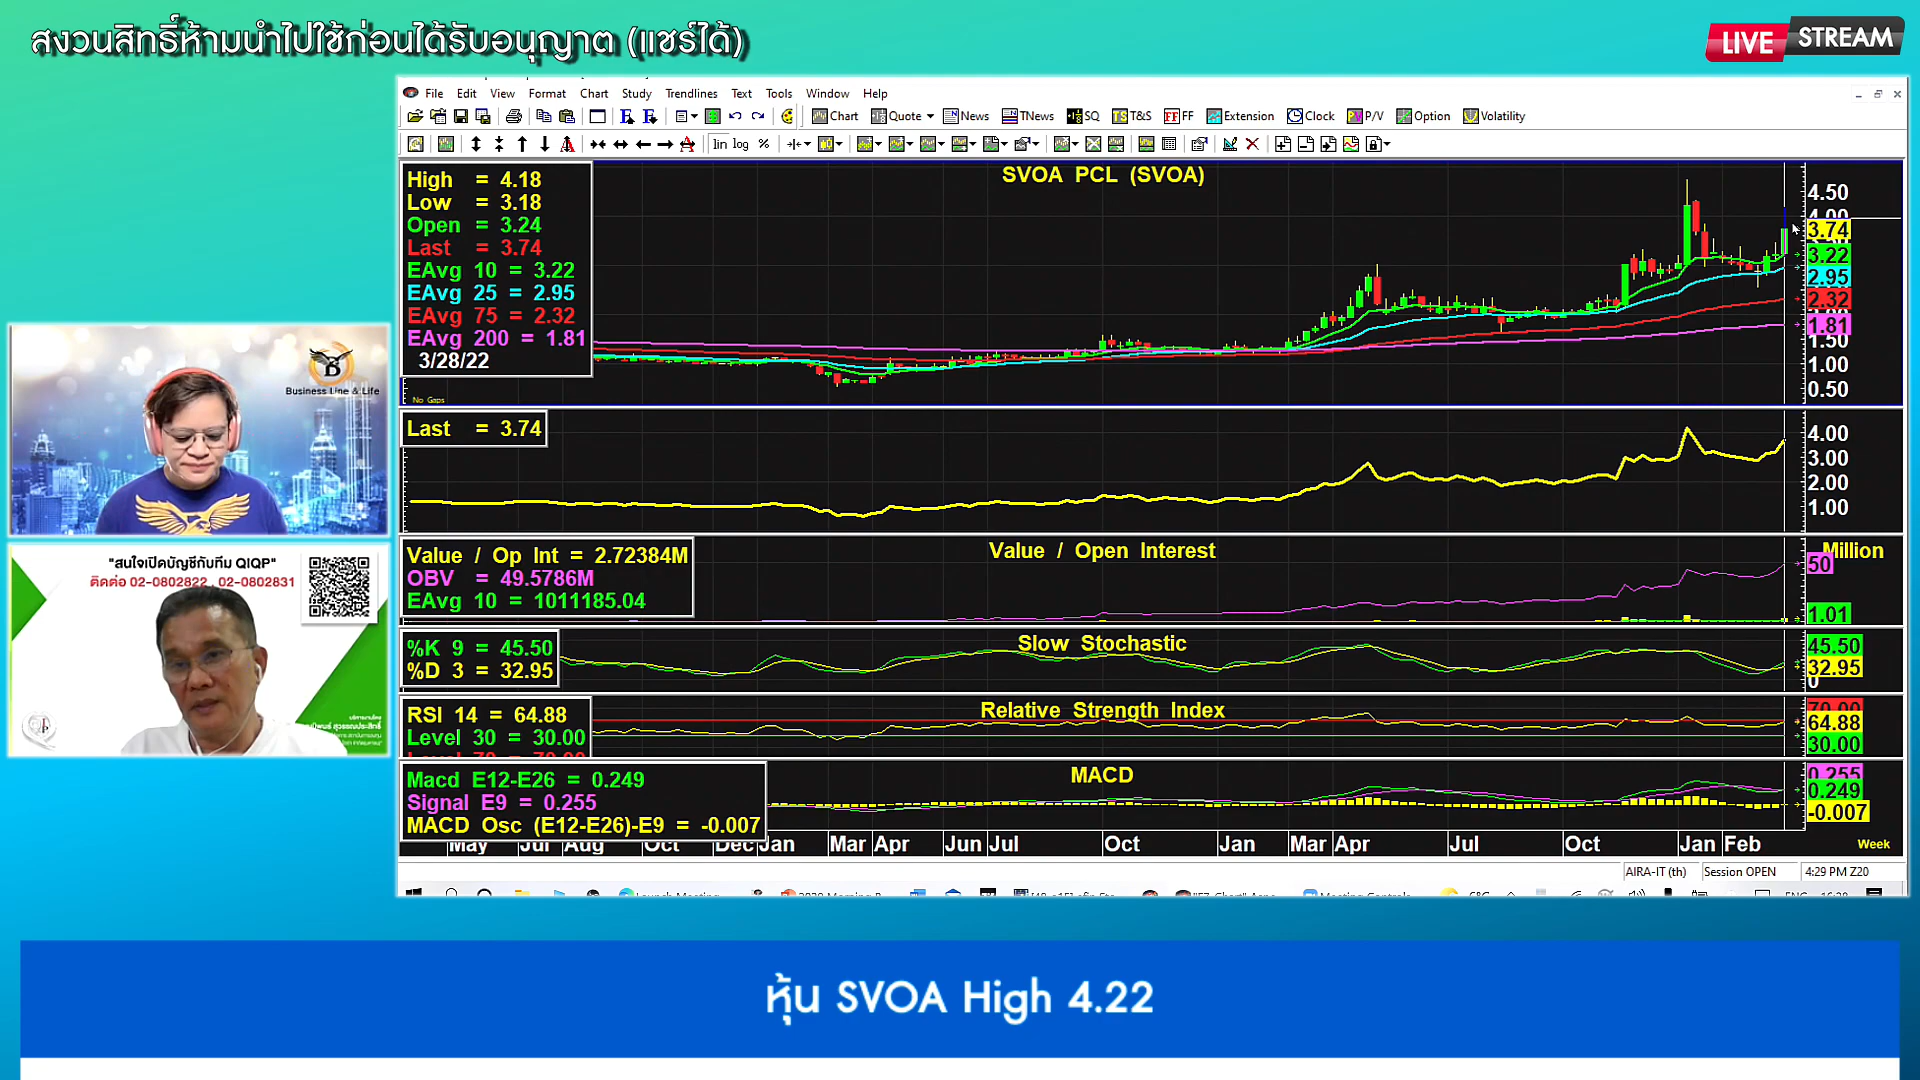 สงวนสิทธิ์ห้ามนำไปใช้ก่อนได้รับอนุญาต (แชร์ได้)
LIVE STREAM
File Edit View Format Chart Study Trendlines Text Tools Window Help
Chart Quote News TNews SQ T&S FF Extension Clock P/V Option Volatility
lin log %
SVOA PCL (SVOA)
High = 4.18
Low = 3.18
Open = 3.24
Last = 3.74
EAvg 10 = 3.22
EAvg 25 = 2.95
EAvg 75 = 2.32
EAvg 200 = 1.81
3/28/22
No Gaps
4.50
4.00
3.74
3.22
2.95
2.32
1.81
1.50
1.00
0.50
Last = 3.74
4.00
3.00
2.00
1.00
Value / Op Int = 2.72384M
OBV = 49.5786M
EAvg 10 = 1011185.04
Value / Open Interest
Million
50
1.01
%K 9 = 45.50
%D 3 = 32.95
Slow Stochastic
45.50
32.95
0
RSI 14 = 64.88
Level 30 = 30.00
Relative Strength Index
70.00
64.88
30.00
Macd E12-E26 = 0.249
Signal E9 = 0.255
MACD Osc (E12-E26)-E9 = -0.007
MACD
0.255
0.249
-0.007
May Jul Aug Oct Dec Jan Mar Apr Jun Jul Oct Jan Mar Apr Jul Oct Jan Feb Week
AIRA-IT (th) Session OPEN 4:29 PM Z20
Business Line & Life
"สนใจเปิดบัญชีกับทีม QIQP"
ติดต่อ 02-0802822 , 02-0802831
หุ้น SVOA High 4.22